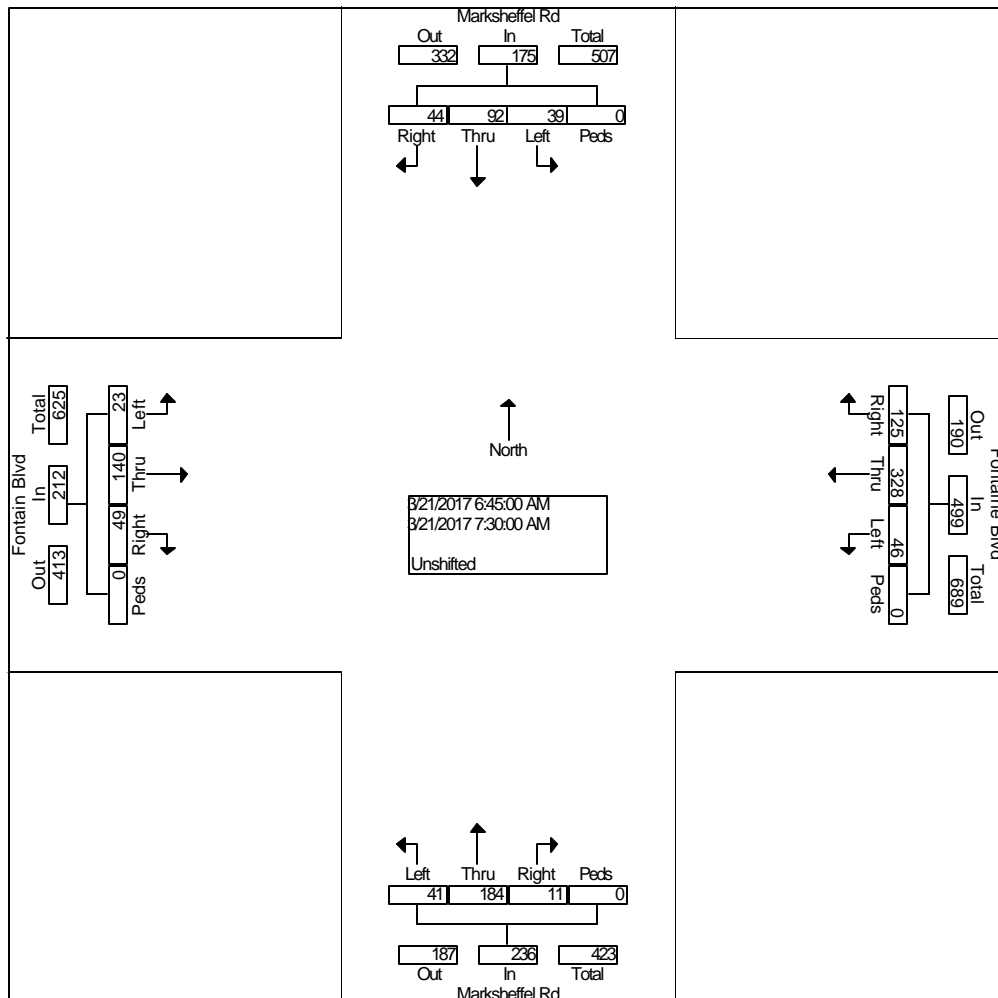 Marksheffel Rd
Out In Total
332 175 507
44 92 39 0
Right Thru Left Peds
Fontain Blvd
Total In Out
625 212 413
23 140 49 0
Left Thru Right Peds
North
3/21/2017 6:45:00 AM
3/21/2017 7:30:00 AM
Unshifted
Right Thru Left Peds
125 328 46 0
Out In Total
190 499 689
Fontaine Blvd
Left Thru Right Peds
41 184 11 0
187 236 423
Out In Total
Marksheffel Rd